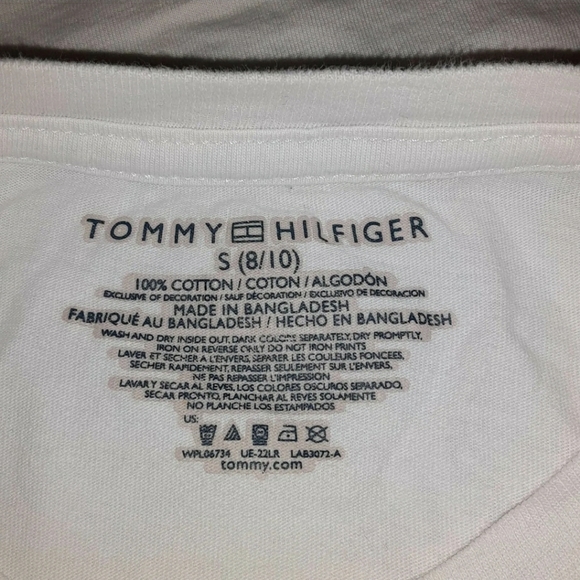 TOMMY HILFIGER
S (8/10)
100% COTTON / COTON / ALGODÓN
EXCLUSIVE OF DECORATION / SAUF DÉCORATION / EXCLUSIVO DE DECORACION
MADE IN BANGLADESH
FABRIQUÉ AU BANGLADESH / HECHO EN BANGLADESH
WASH AND DRY INSIDE OUT, DARK COLORS SEPARATELY, DRY PROMPTLY,
IRON ON REVERSE ONLY DO NOT IRON PRINTS
LAVER ET SÉCHER À L'ENVERS, SÉPARER LES COULEURS FONCÉES,
SÉCHER RAPIDEMENT, REPASSER SEULEMENT SUR L'ENVERS,
NE PAS REPASSER L'IMPRESSION
LAVAR Y SECAR AL REVES, LOS COLORES OSCUROS SEPARADO,
SECAR PRONTO, PLANCHAR AL REVES SOLAMENTE
NO PLANCHE LOS ESTAMPADOS
US:
WPL06734 UE-22LR LAB3072-A
tommy.com